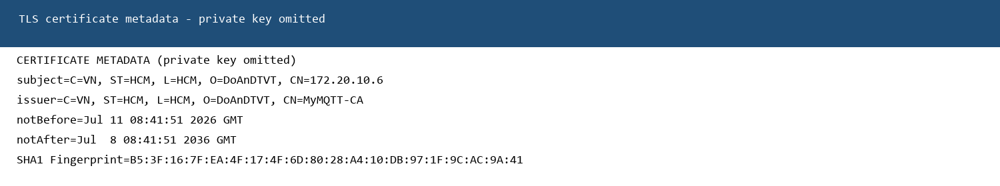 TLS certificate metadata - private key omitted
CERTIFICATE METADATA (private key omitted)
subject=C=VN, ST=HCM, L=HCM, O=DoAnDTVT, CN=172.20.10.6
issuer=C=VN, ST=HCM, L=HCM, O=DoAnDTVT, CN=MyMQTT-CA
notBefore=Jul 11 08:41:51 2026 GMT
notAfter=Jul  8 08:41:51 2036 GMT
SHA1 Fingerprint=B5:3F:16:7F:EA:4F:17:4F:6D:80:28:A4:10:DB:97:1F:9C:AC:9A:41